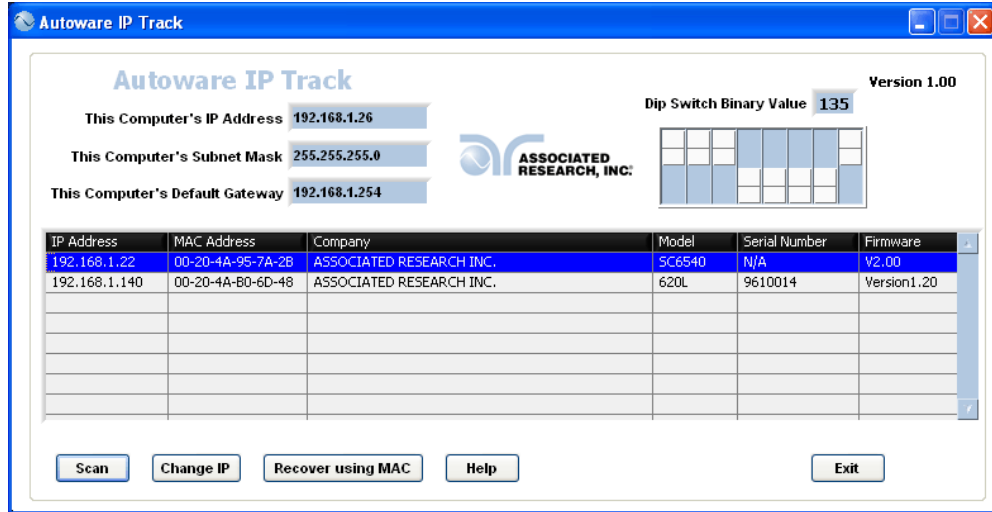 Autoware IP Track
Autoware IP Track
Version 1.00
Dip Switch Binary Value 135
This Computer's IP Address 192.168.1.26
This Computer's Subnet Mask 255.255.255.0
This Computer's Default Gateway 192.168.1.254
ASSOCIATED
RESEARCH, INC.
IP Address MAC Address Company Model Serial Number Firmware
192.168.1.22 00-20-4A-95-7A-2B ASSOCIATED RESEARCH INC. SC6540 N/A V2.00
192.168.1.140 00-20-4A-B0-6D-48 ASSOCIATED RESEARCH INC. 620L 9610014 Version1.20
Scan Change IP Recover using MAC Help Exit